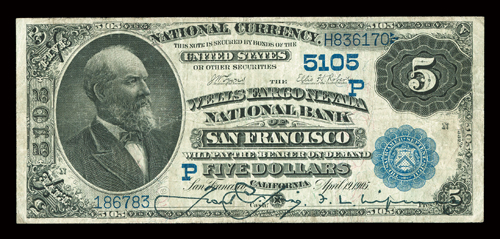 NATIONAL CURRENCY
THIS NOTE IS SECURED BY BONDS OF THE
H836170
UNITED STATES
OR OTHER SECURITIES
5105
P
5
THE
WELLS FARGO NEVADA
NATIONAL BANK
OF
SAN FRANCISCO
WILL PAY THE BEARER ON DEMAND
P
FIVE DOLLARS
San Francisco
CALIFORNIA
April 19, 1905
186783
5105
5105